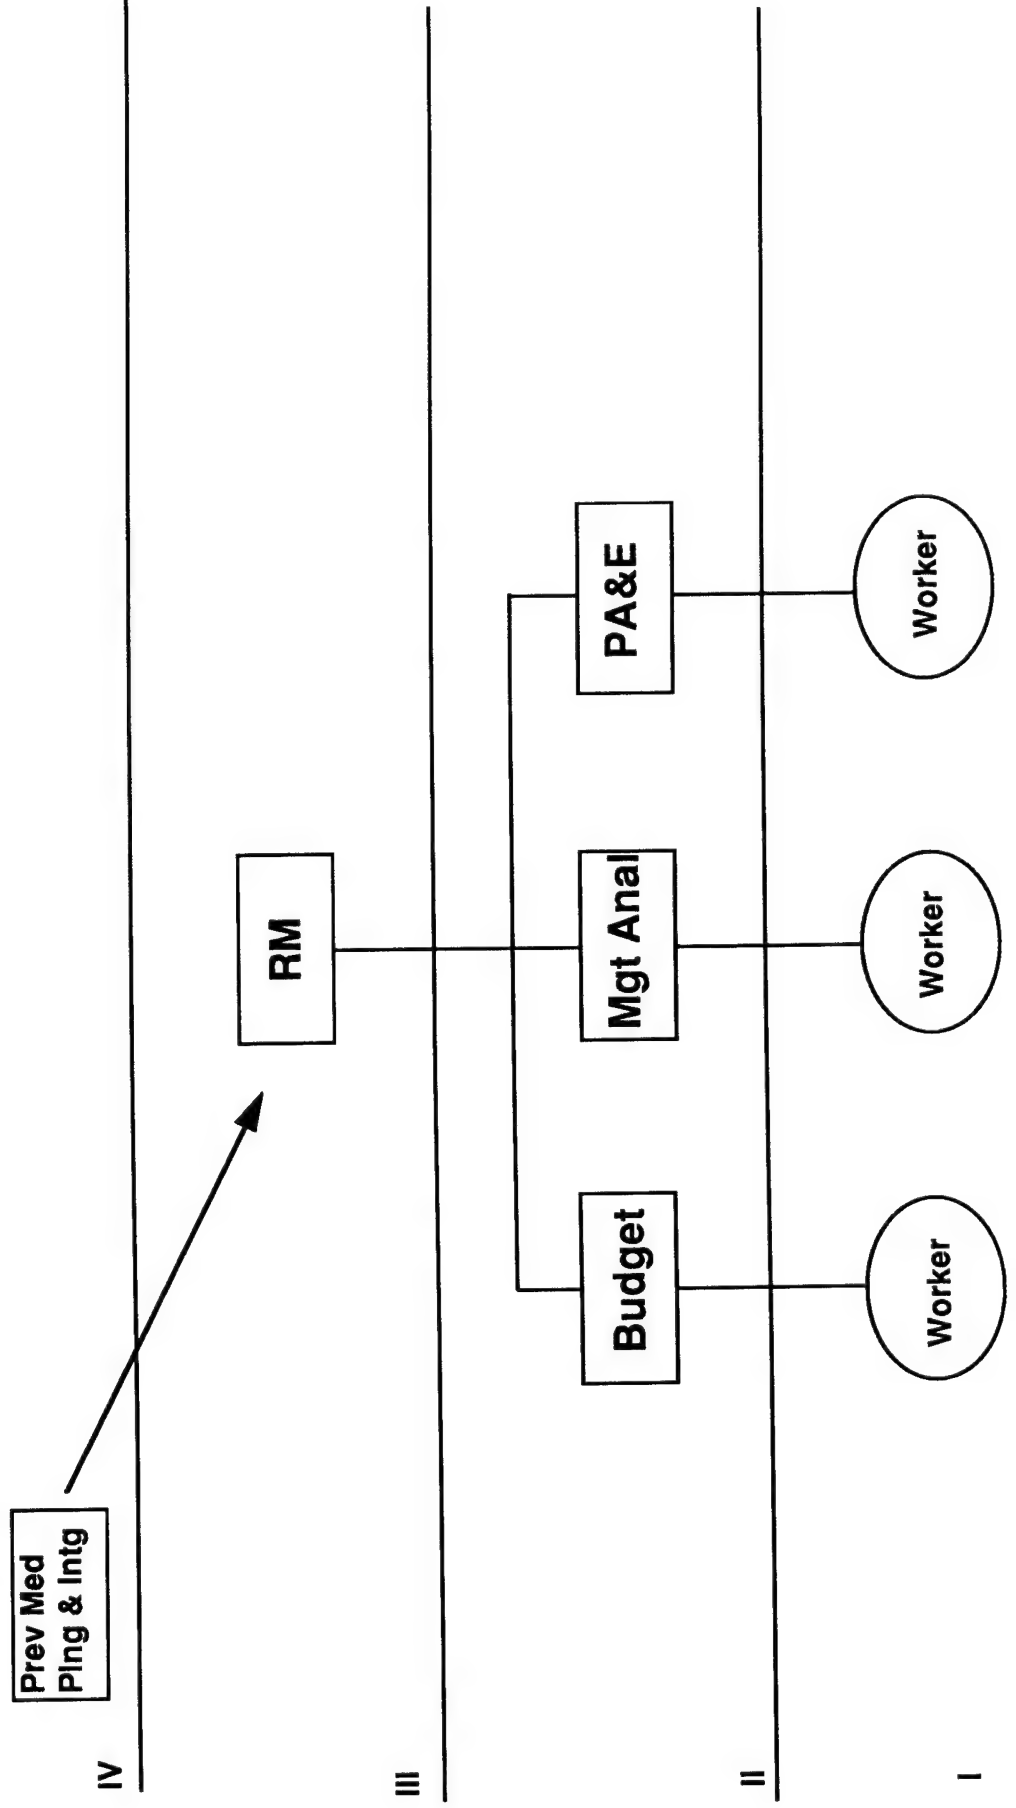 Prev Med
Plng & Intg
IV
RM
III
Budget
Mgt Anal
PA&E
II
Worker
Worker
Worker
I